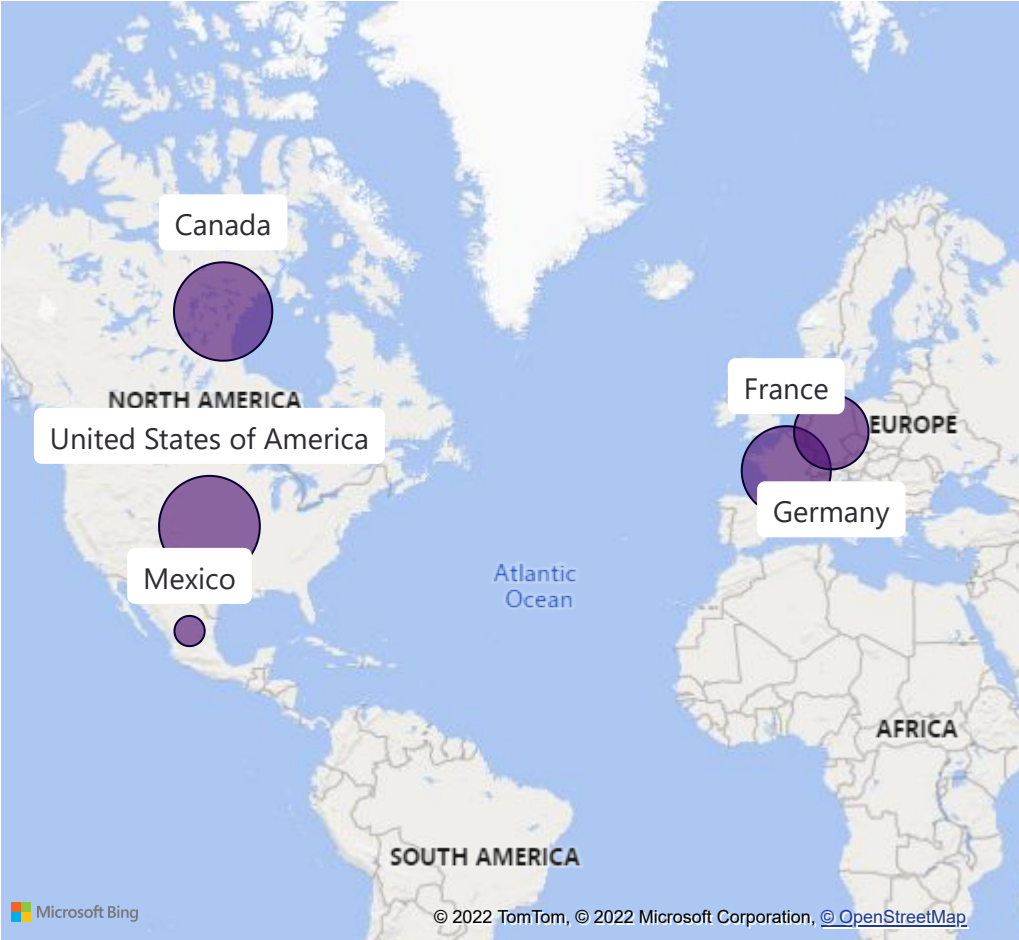 Canada
NORTH AMERICA
France
EUROPE
United States of America
Germany
Mexico
Atlantic
Ocean
AFRICA
SOUTH AMERICA
Microsoft Bing
© 2022 TomTom, © 2022 Microsoft Corporation, © OpenStreetMap